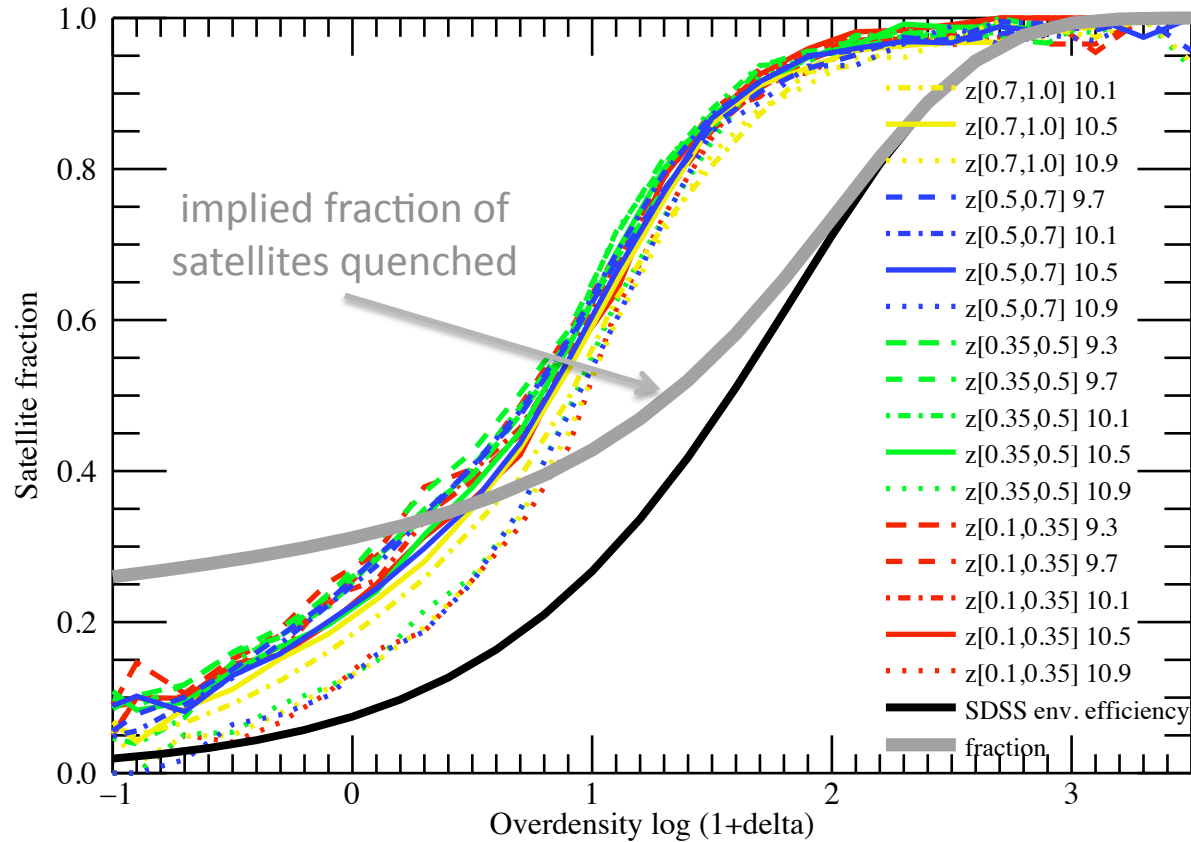 1.0
0.8
0.6
0.4
0.2
0.0
Satellite fraction
implied fraction of
satellites quenched
z[0.7,1.0] 10.1
z[0.7,1.0] 10.5
z[0.7,1.0] 10.9
z[0.5,0.7] 9.7
z[0.5,0.7] 10.1
z[0.5,0.7] 10.5
z[0.5,0.7] 10.9
z[0.35,0.5] 9.3
z[0.35,0.5] 9.7
z[0.35,0.5] 10.1
z[0.35,0.5] 10.5
z[0.35,0.5] 10.9
z[0.1,0.35] 9.3
z[0.1,0.35] 9.7
z[0.1,0.35] 10.1
z[0.1,0.35] 10.5
z[0.1,0.35] 10.9
SDSS env. efficiency
fraction
−1 0 1 2 3
Overdensity log (1+delta)